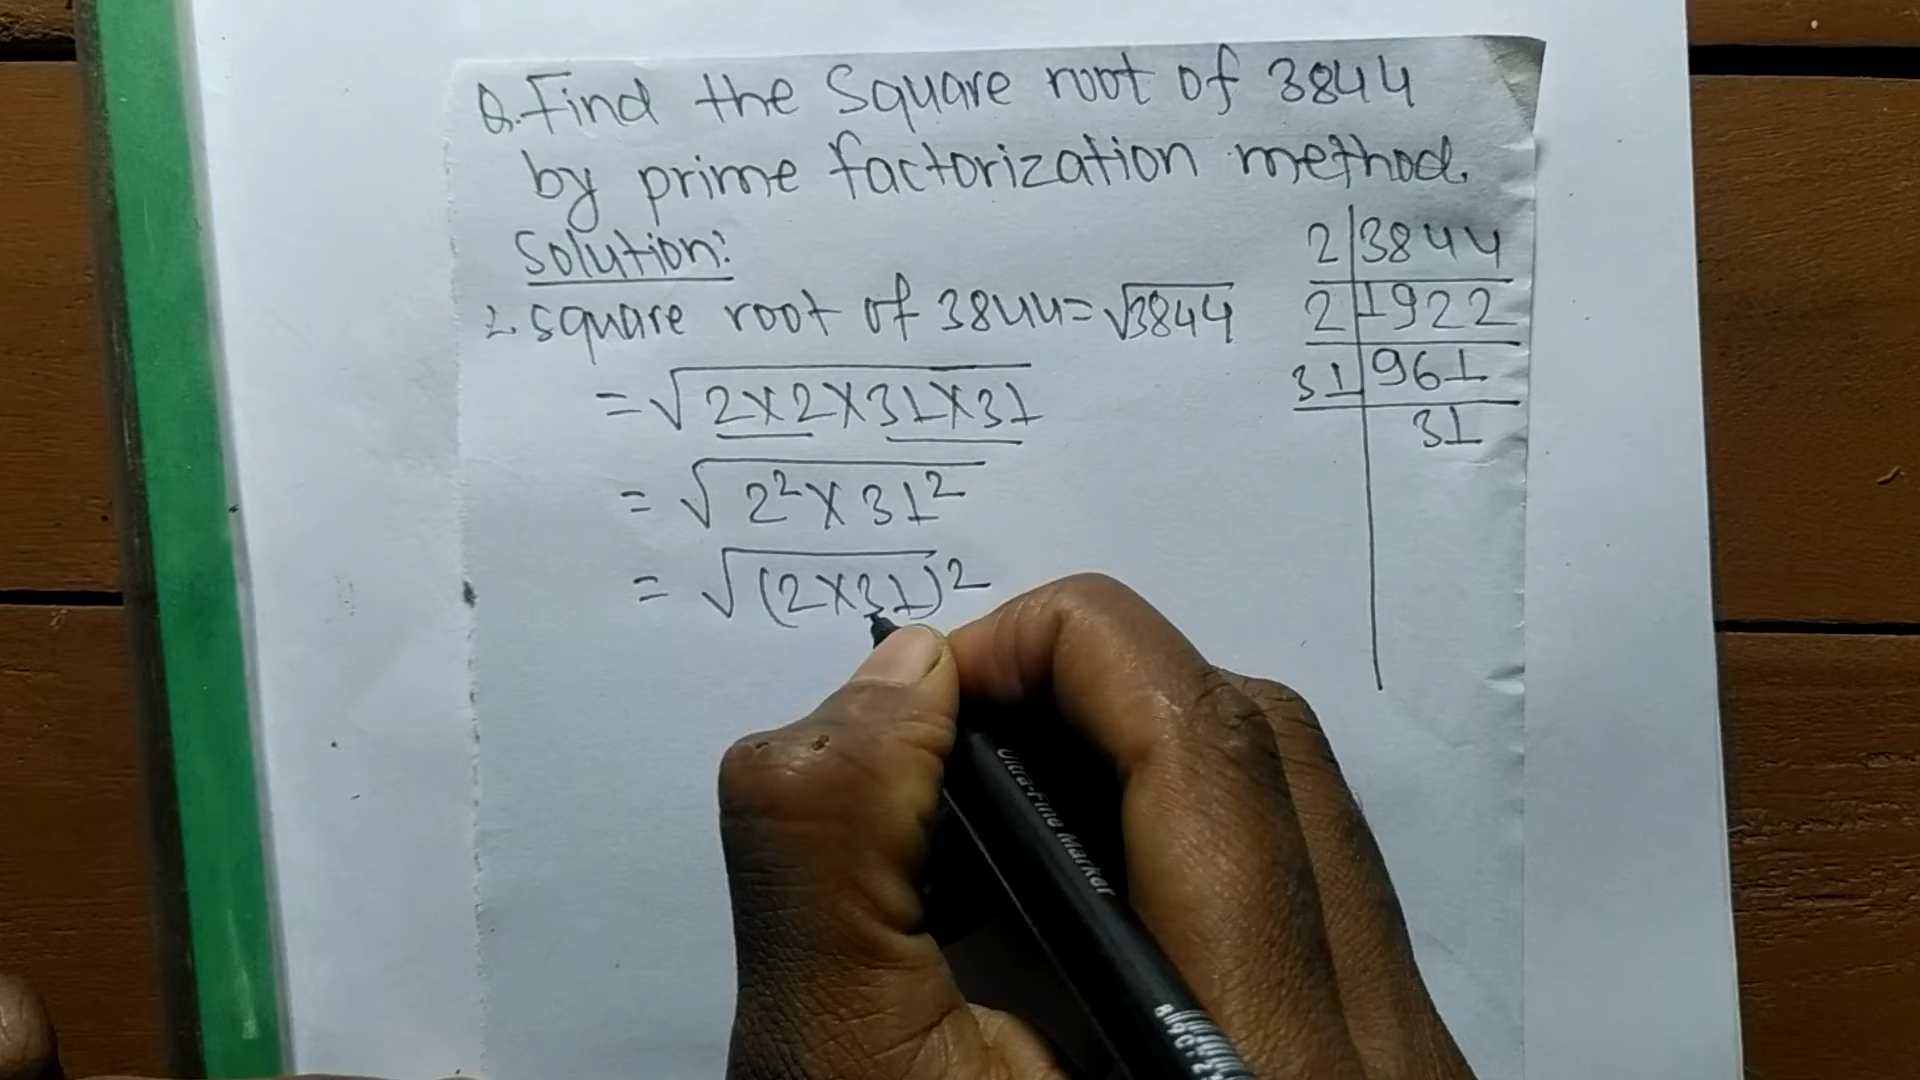 Q. Find the Square root of 3844
by prime factorization method.
Solution:
∴ square root of 3844 = √3844
= √2×2×31×31
= √2²×31²
= √(2×31)²
2|3844
2|1922
31|961
31
Ultra-Fine Marker